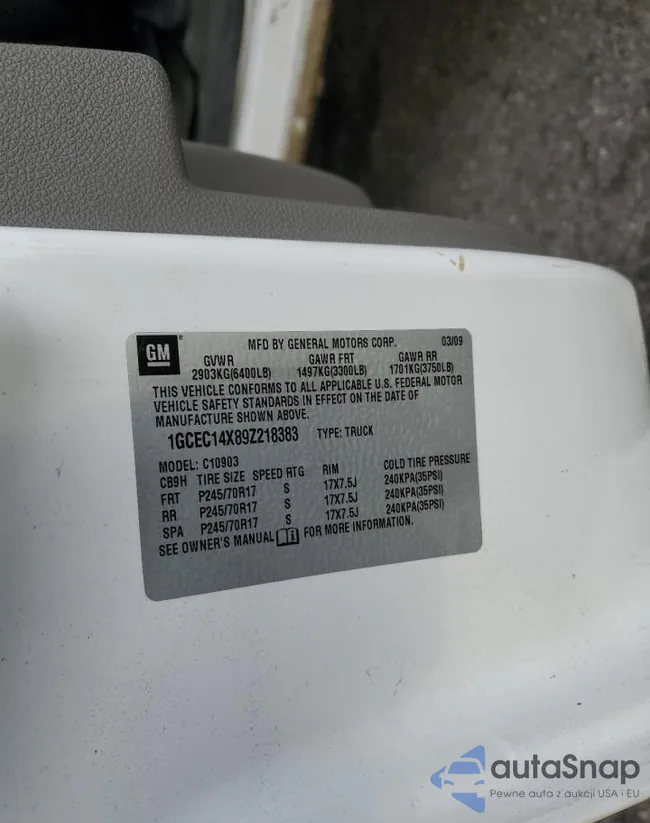 GM
MFD BY GENERAL MOTORS CORP. 03/09
GVWR GAWR FRT GAWR RR
2903KG(6400LB) 1497KG(3300LB) 1701KG(3750LB)
THIS VEHICLE CONFORMS TO ALL APPLICABLE U.S. FEDERAL MOTOR
VEHICLE SAFETY STANDARDS IN EFFECT ON THE DATE OF
MANUFACTURE SHOWN ABOVE.
1GCEC14X89Z218383 TYPE: TRUCK
MODEL: C10903
CB9H TIRE SIZE SPEED RTG RIM COLD TIRE PRESSURE
FRT P245/70R17 S 17X7.5J 240KPA(35PSI)
RR P245/70R17 S 17X7.5J 240KPA(35PSI)
SPA P245/70R17 S 17X7.5J 240KPA(35PSI)
SEE OWNER'S MANUAL FOR MORE INFORMATION.
autaSnap
Pewne auta z aukcji USA i EU